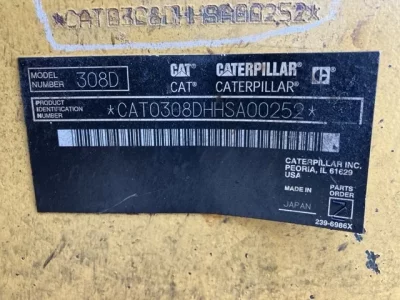 *CAT0308DHHSA00252*
MODEL NUMBER 308D
CAT CATERPILLAR
CAT® CATERPILLAR®
PRODUCT IDENTIFICATION NUMBER *CAT0308DHHSA00252*
CATERPILLAR INC.
PEORIA, IL 61629
USA
MADE IN JAPAN
PARTS ORDER 7
239-6986X